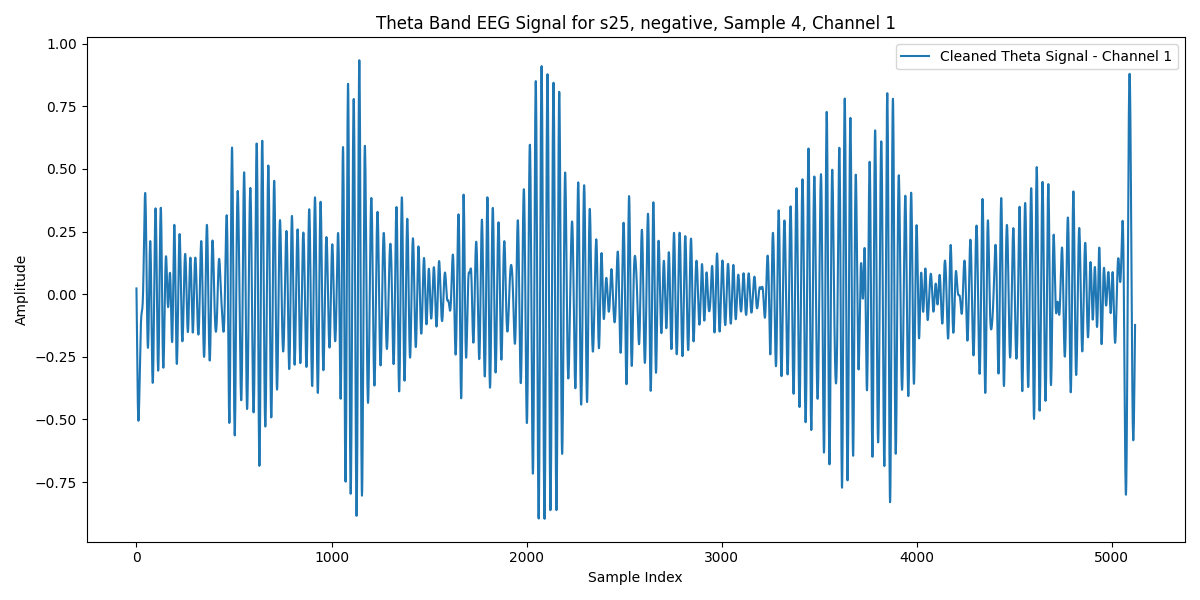 Theta Band EEG Signal for s25, negative, Sample 4, Channel 1
Cleaned Theta Signal - Channel 1
1.00
0.75
0.50
0.25
0.00
−0.25
−0.50
−0.75
Amplitude
0 1000 2000 3000 4000 5000
Sample Index